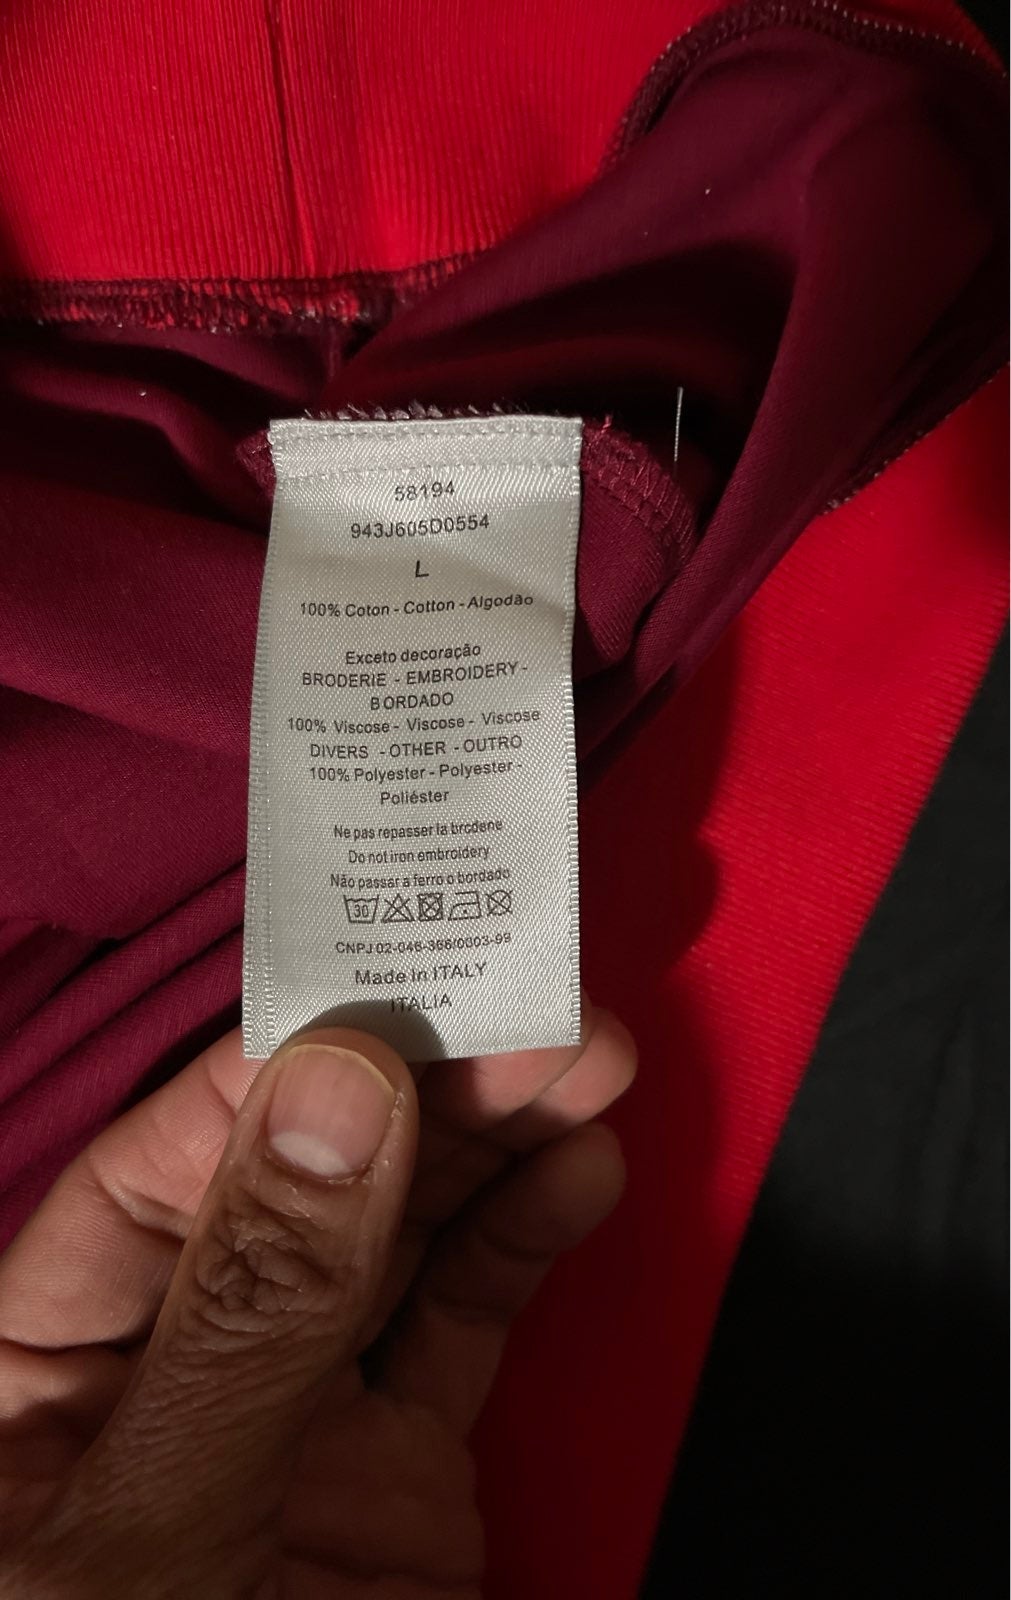 58194
943J605D0554
L
100% Coton - Cotton - Algodão
Exceto decoração
BRODERIE - EMBROIDERY -
BORDADO
100% Viscose - Viscose - Viscose
DIVERS - OTHER - OUTRO
100% Polyester - Polyester -
Poliéster
Ne pas repasser la broderie
Do not iron embroidery
Não passar a ferro o bordado
30
CNPJ 02-046-366/0003-99
Made in ITALY
ITALIA